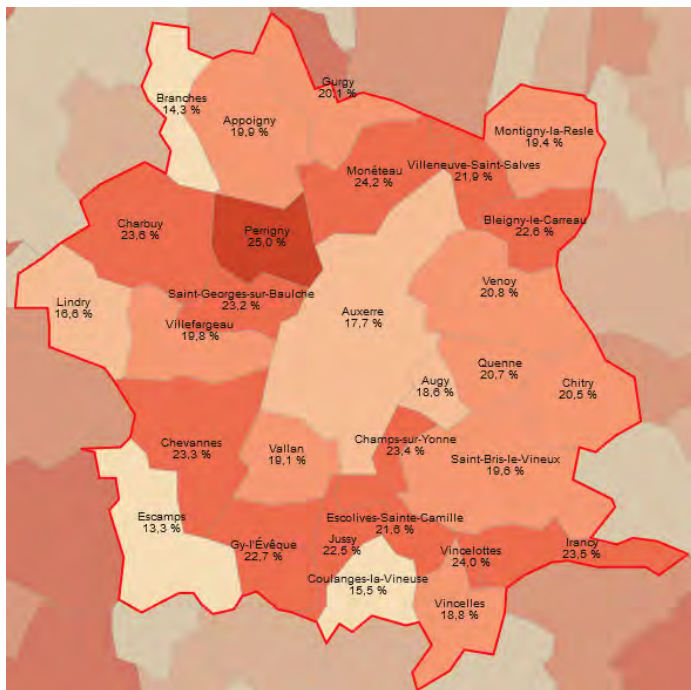 Gurgy
20,1 %
Branches
14,3 %
Appoigny
19,9 %
Montigny-la-Resle
19,4 %
Monéteau
24,2 %
Villeneuve-Saint-Salves
21,9 %
Charbuy
23,6 %
Perrigny
25,0 %
Bleigny-le-Carreau
22,6 %
Venoy
20,8 %
Saint-Georges-sur-Baulche
23,2 %
Lindry
16,6 %
Auxerre
17,7 %
Villefargeau
19,8 %
Quenne
20,7 %
Augy
18,6 %
Chitry
20,5 %
Chevannes
23,3 %
Vallan
19,1 %
Champs-sur-Yonne
23,4 %
Saint-Bris-le-Vineux
19,6 %
Escamps
13,3 %
Escolives-Sainte-Camille
21,6 %
Gy-l'Évêque
22,7 %
Jussy
22,5 %
Vincelottes
24,0 %
Irancy
23,5 %
Coulanges-la-Vineuse
15,5 %
Vincelles
18,8 %